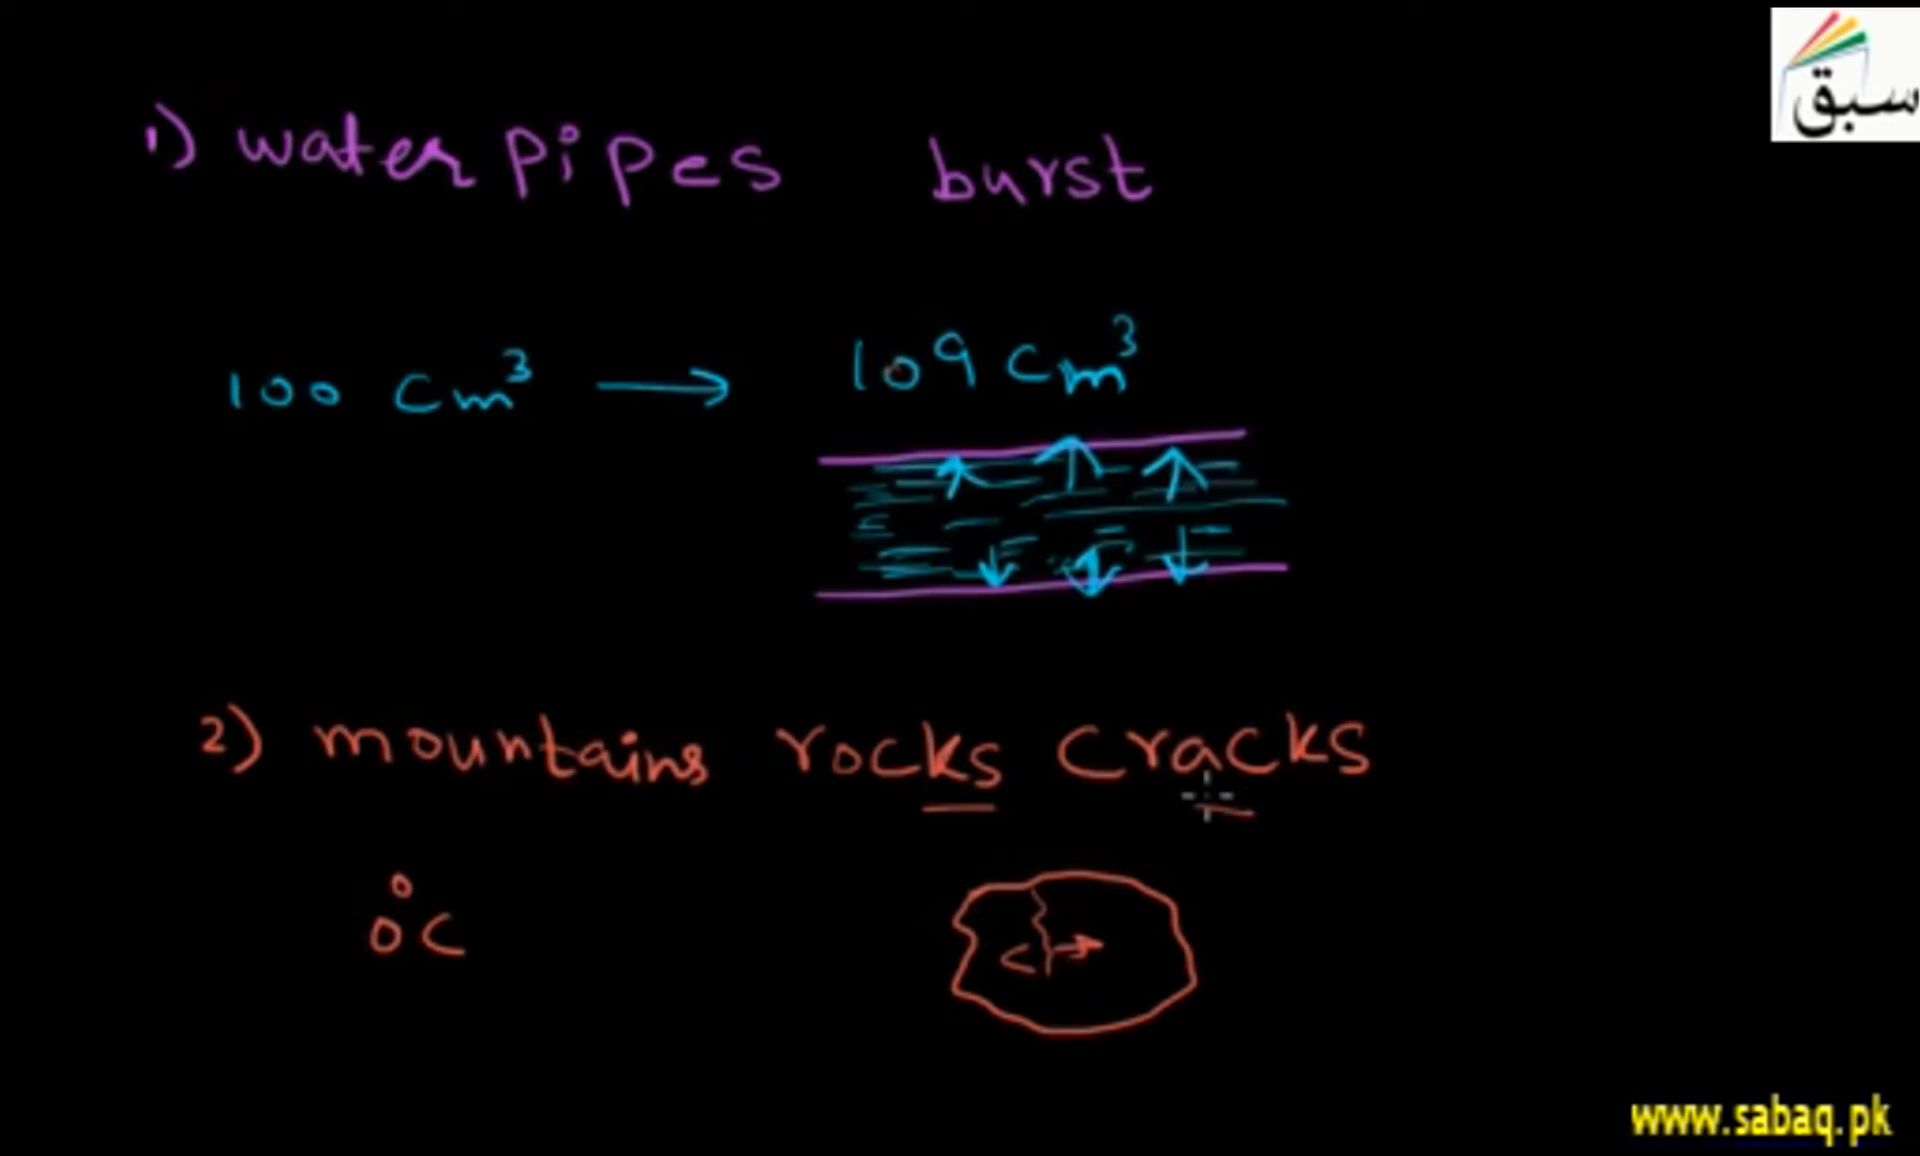 سبق
1) water pipes burst
100 cm³ → 109 cm³
2) mountains rocks cracks
0°C
www.sabaq.pk